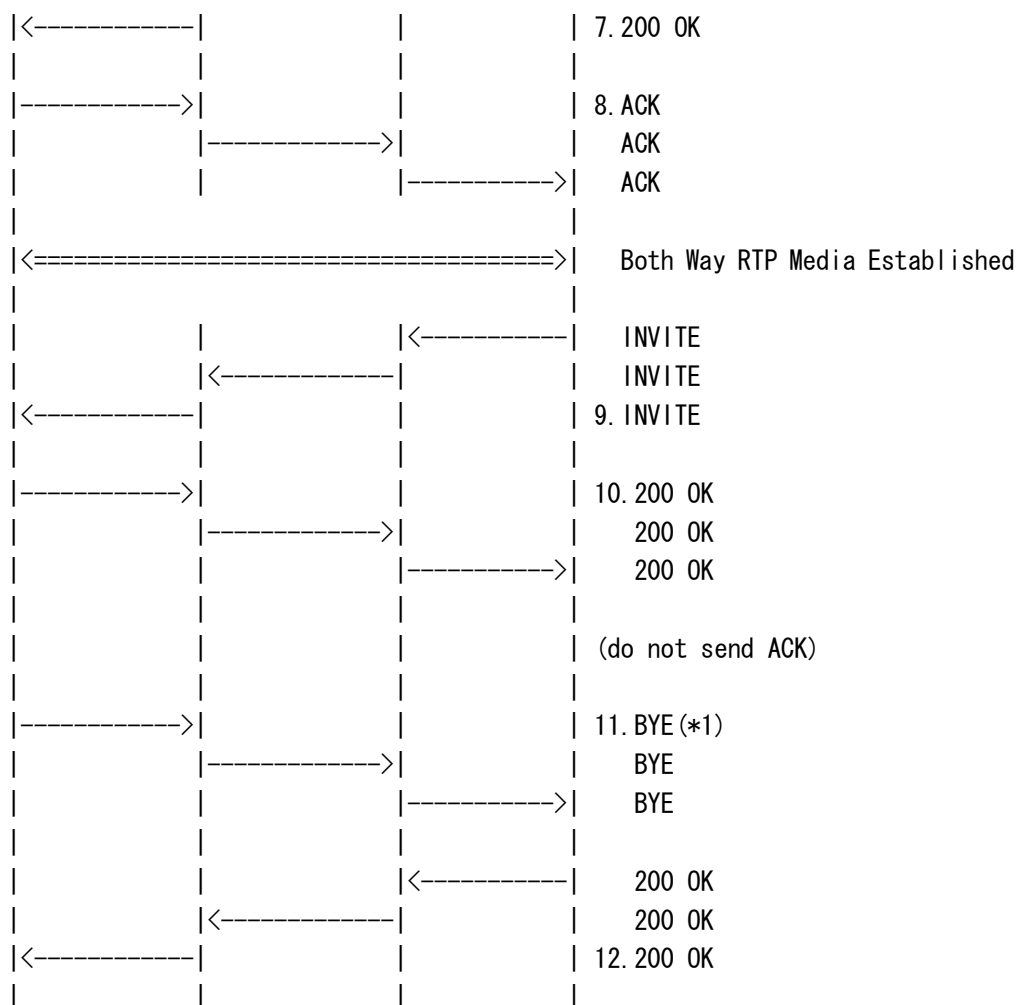 |<------------|             |            | 7.200 OK
|             |             |            |
|------------>|             |            | 8.ACK
|             |------------>|            |   ACK
|             |             |----------->|   ACK
|                                        |
|<======================================>|   Both Way RTP Media Established
|                                        |
|             |             |<-----------|   INVITE
|             |<------------|            |   INVITE
|<------------|             |            | 9.INVITE
|             |             |            |
|------------>|             |            | 10.200 OK
|             |------------>|            |    200 OK
|             |             |----------->|    200 OK
|             |             |            |
|             |             |            | (do not send ACK)
|             |             |            |
|------------>|             |            | 11.BYE(*1)
|             |------------>|            |    BYE
|             |             |----------->|    BYE
|             |             |            |
|             |             |<-----------|    200 OK
|             |<------------|            |    200 OK
|<------------|             |            | 12.200 OK
|             |             |            |